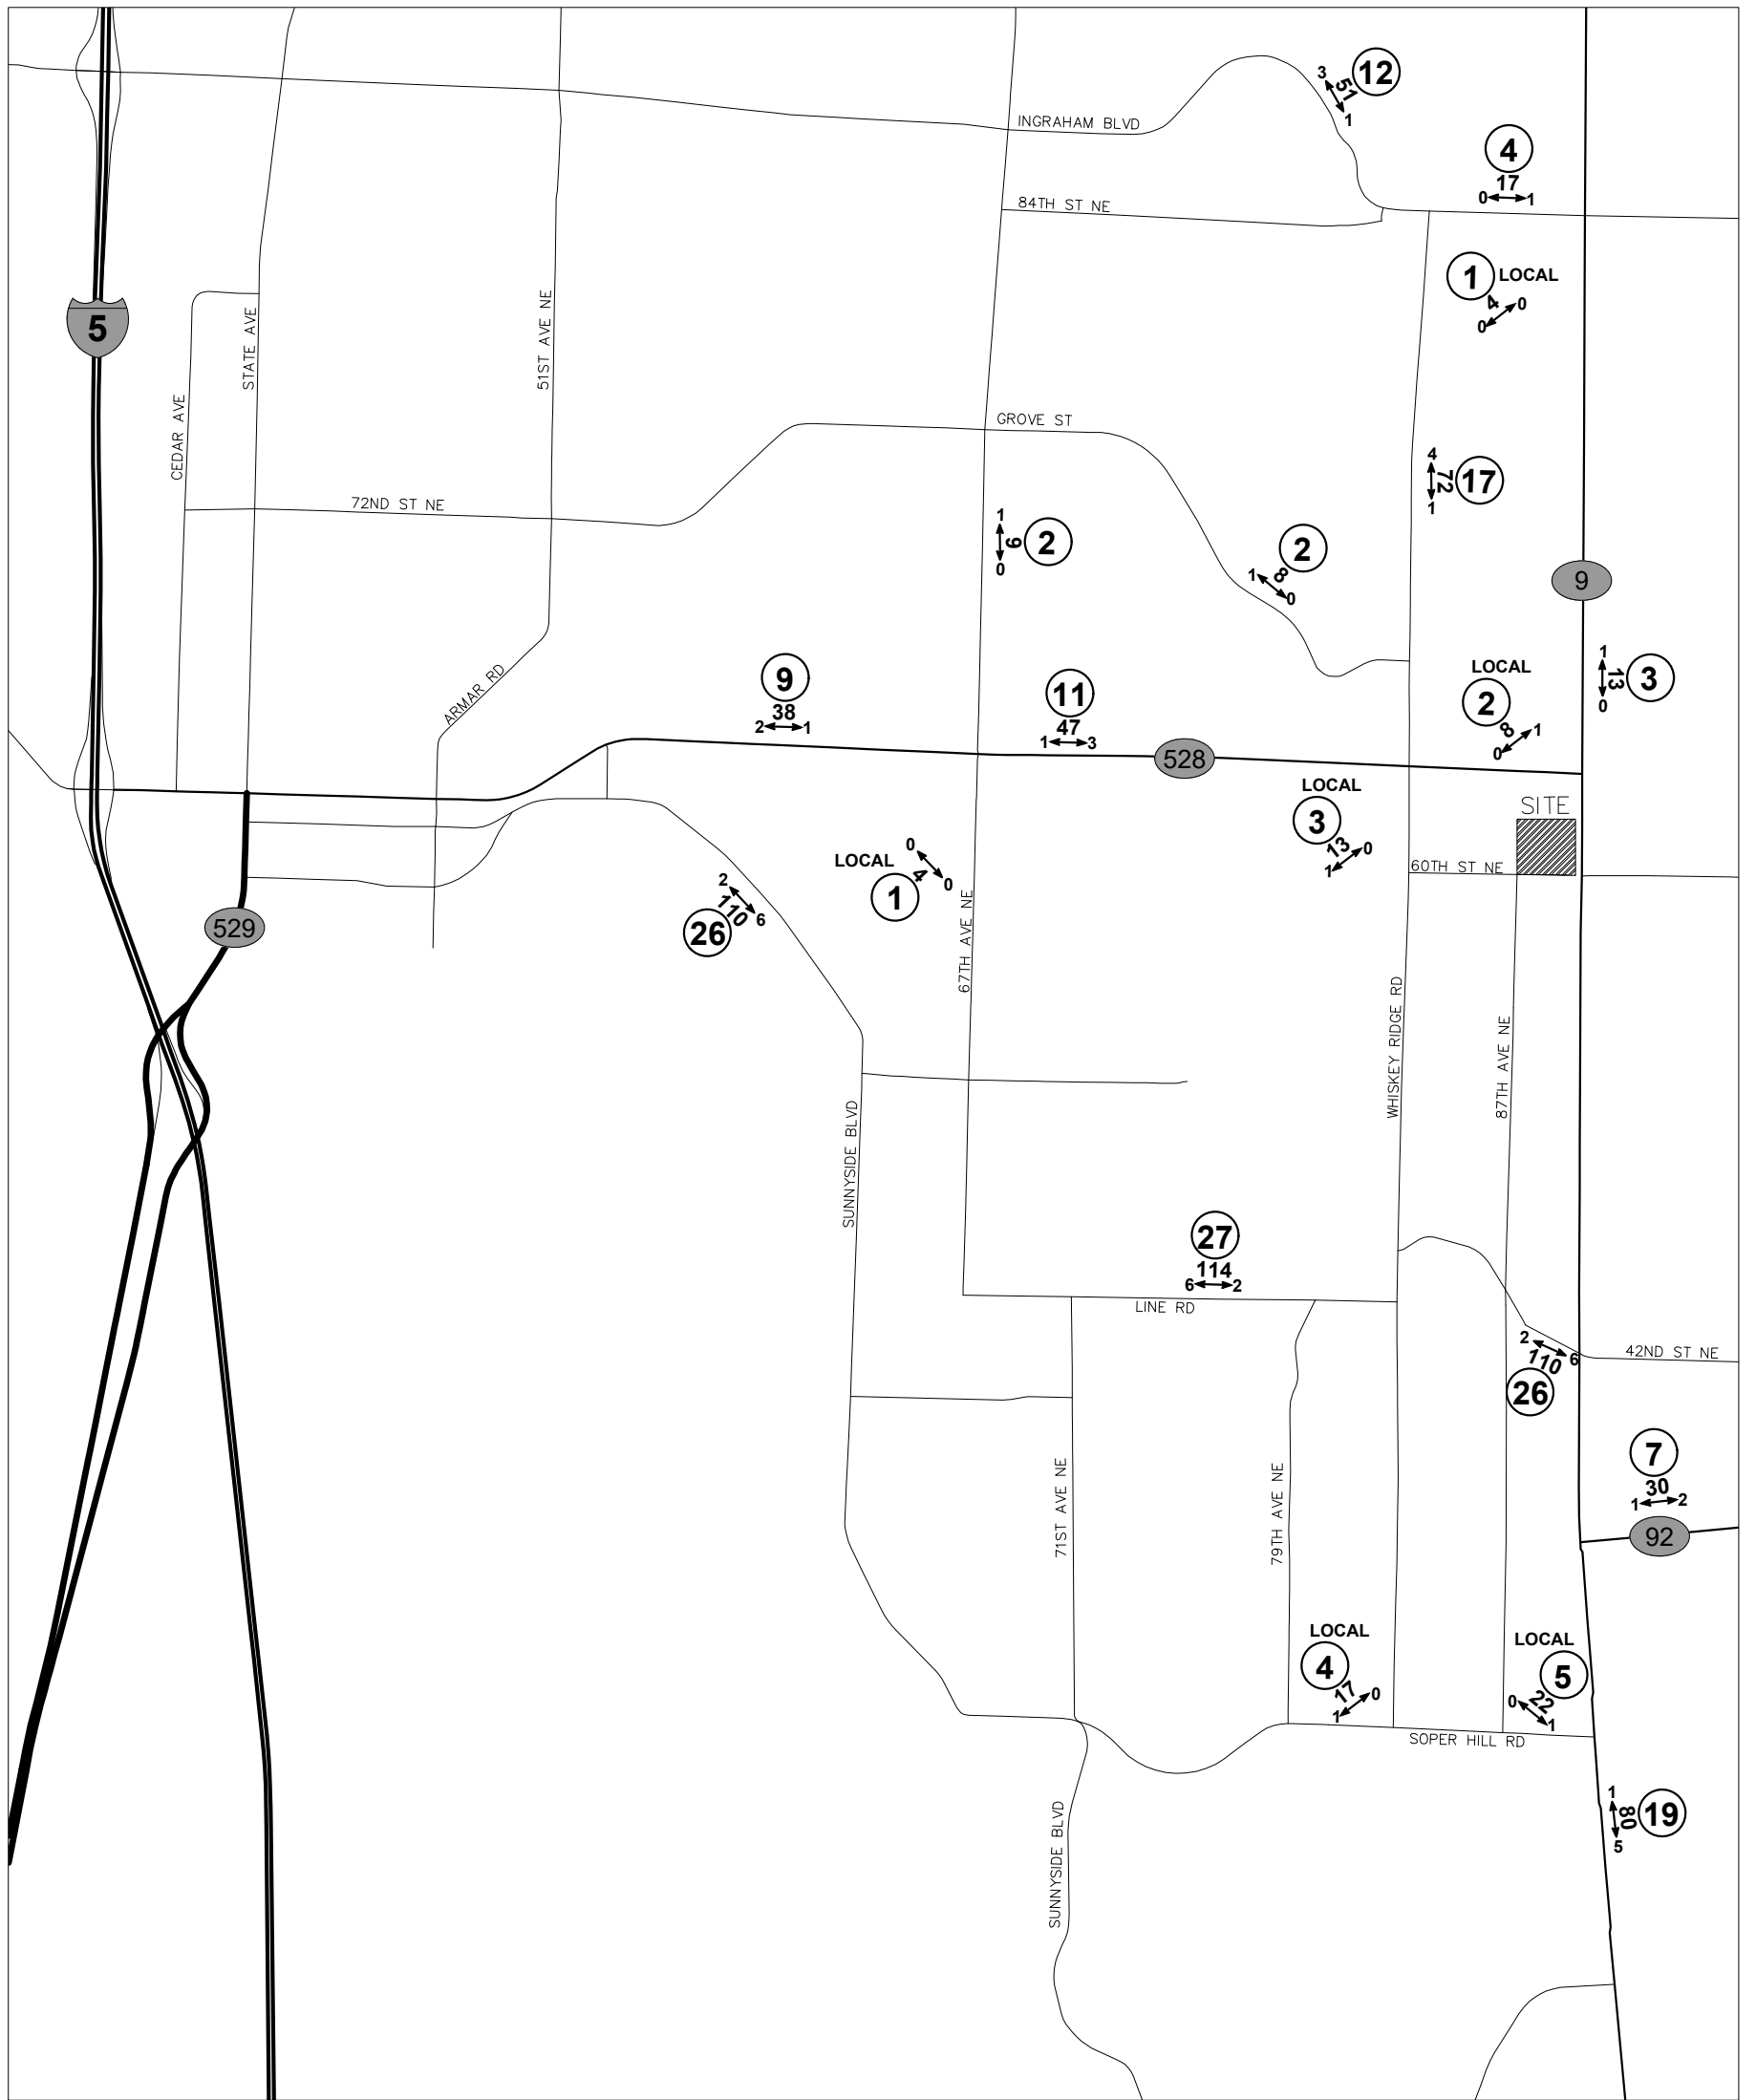 3
51
12
1
INGRAHAM BLVD
4
17
0 1
84TH ST NE
1 LOCAL
4
0
0
5
STATE AVE
51ST AVE NE
CEDAR AVE
GROVE ST
72ND ST NE
4
72
17
1
1
9
2
0
2
1
8
0
9
ARMAR RD
9
38
2 1
11
47
1 3
528
LOCAL
2
8
1
0
1
13
3
0
LOCAL
3
13
0
1
SITE
60TH ST NE
LOCAL
0
4
0
1
2
110
6
26
529
67TH AVE NE
WHISKEY RIDGE RD
87TH AVE NE
SUNNYSIDE BLVD
27
114
6 2
LINE RD
2
110
6
26
42ND ST NE
7
30
1 2
92
71ST AVE NE
79TH AVE NE
LOCAL
4
17
0
1
LOCAL
5
0
22
1
SOPER HILL RD
1
80
19
5
SUNNYSIDE BLVD